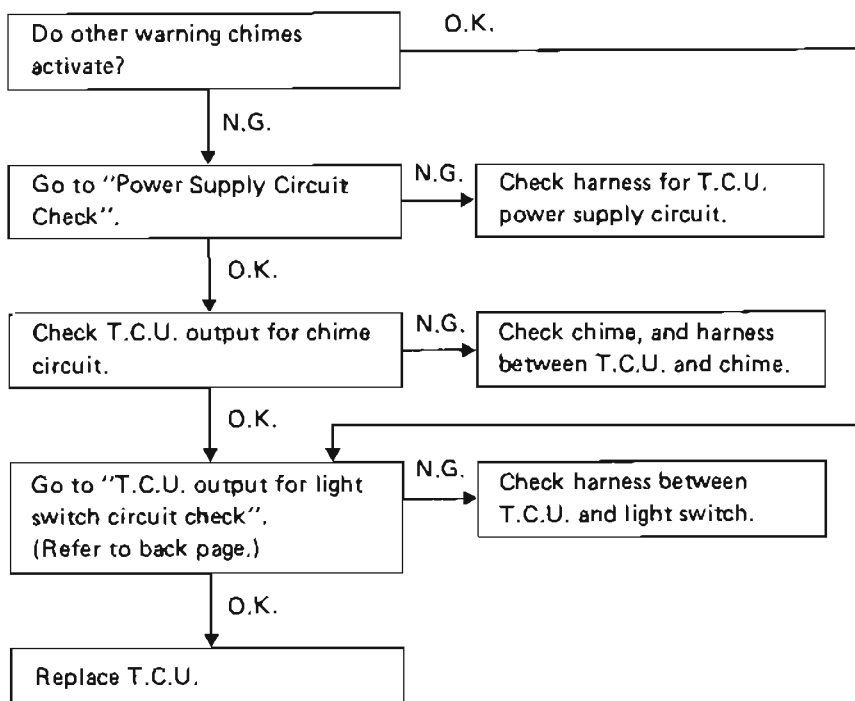 Do other warning chimes
activate?
O.K.
N.G.
Go to "Power Supply Circuit
Check".
N.G.
Check harness for T.C.U.
power supply circuit.
O.K.
Check T.C.U. output for chime
circuit.
N.G.
Check chime, and harness
between T.C.U. and chime.
O.K.
Go to "T.C.U. output for light
switch circuit check".
(Refer to back page.)
N.G.
Check harness between
T.C.U. and light switch.
O.K.
Replace T.C.U.